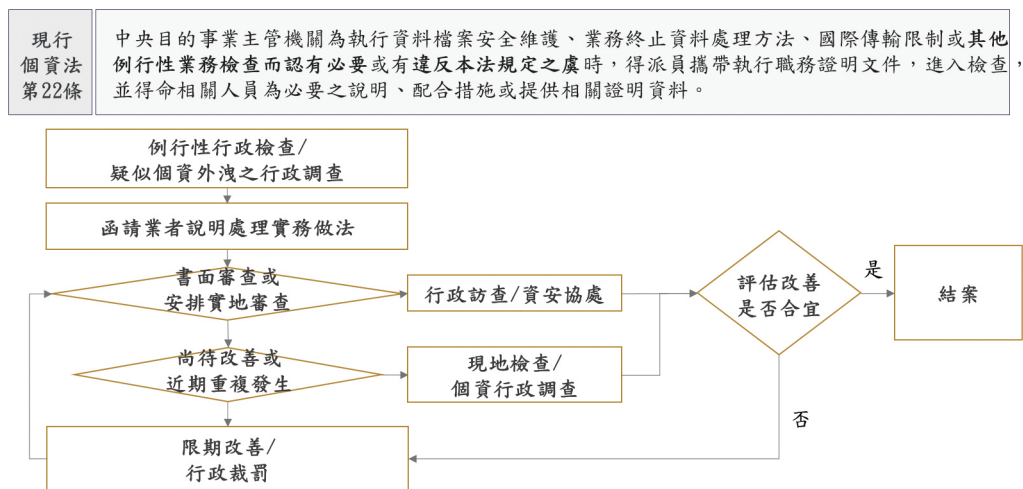 現行
個資法
第22條
中央目的事業主管機關為執行資料檔案安全維護、業務終止資料處理方法、國際傳輸限制或其他
例行性業務檢查而認有必要或有違反本法規定之虞時，得派員攜帶執行職務證明文件，進入檢查，
並得命相關人員為必要之說明、配合措施或提供相關證明資料。
例行性行政檢查/
疑似個資外洩之行政調查
函請業者說明處理實務做法
書面審查或
安排實地審查
行政訪查/資安協處
評估改善
是否合宜
是
結案
尚待改善或
近期重複發生
現地檢查/
個資行政調查
否
限期改善/
行政裁罰